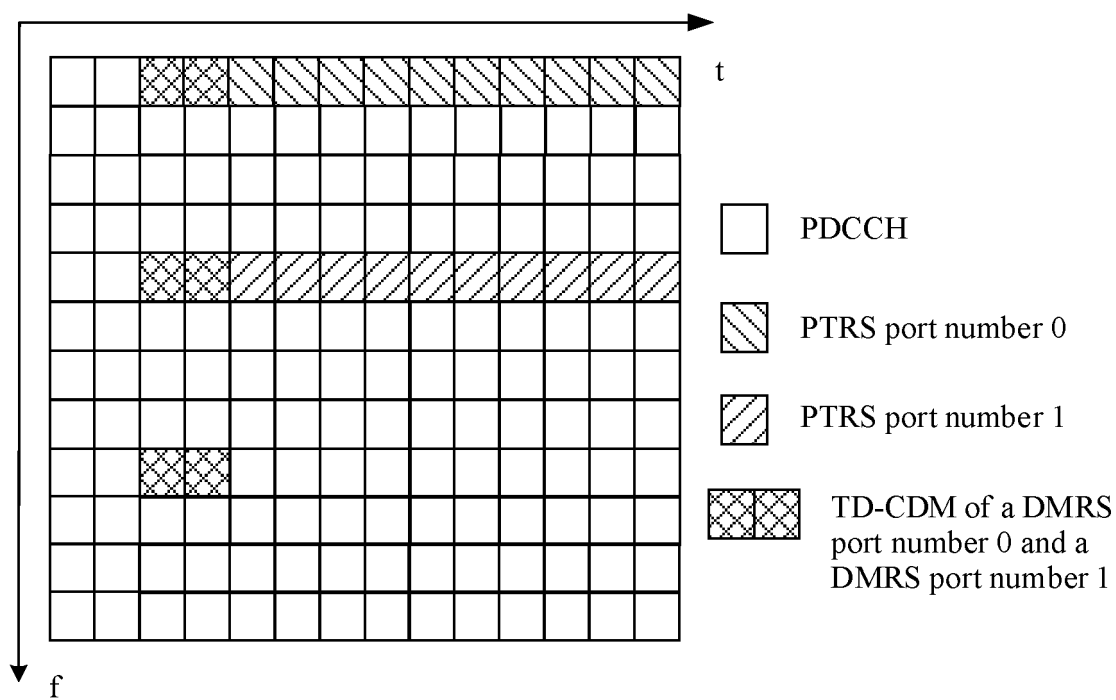 t
PDCCH
PTRS port number 0
PTRS port number 1
TD-CDM of a DMRS
port number 0 and a
DMRS port number 1
f